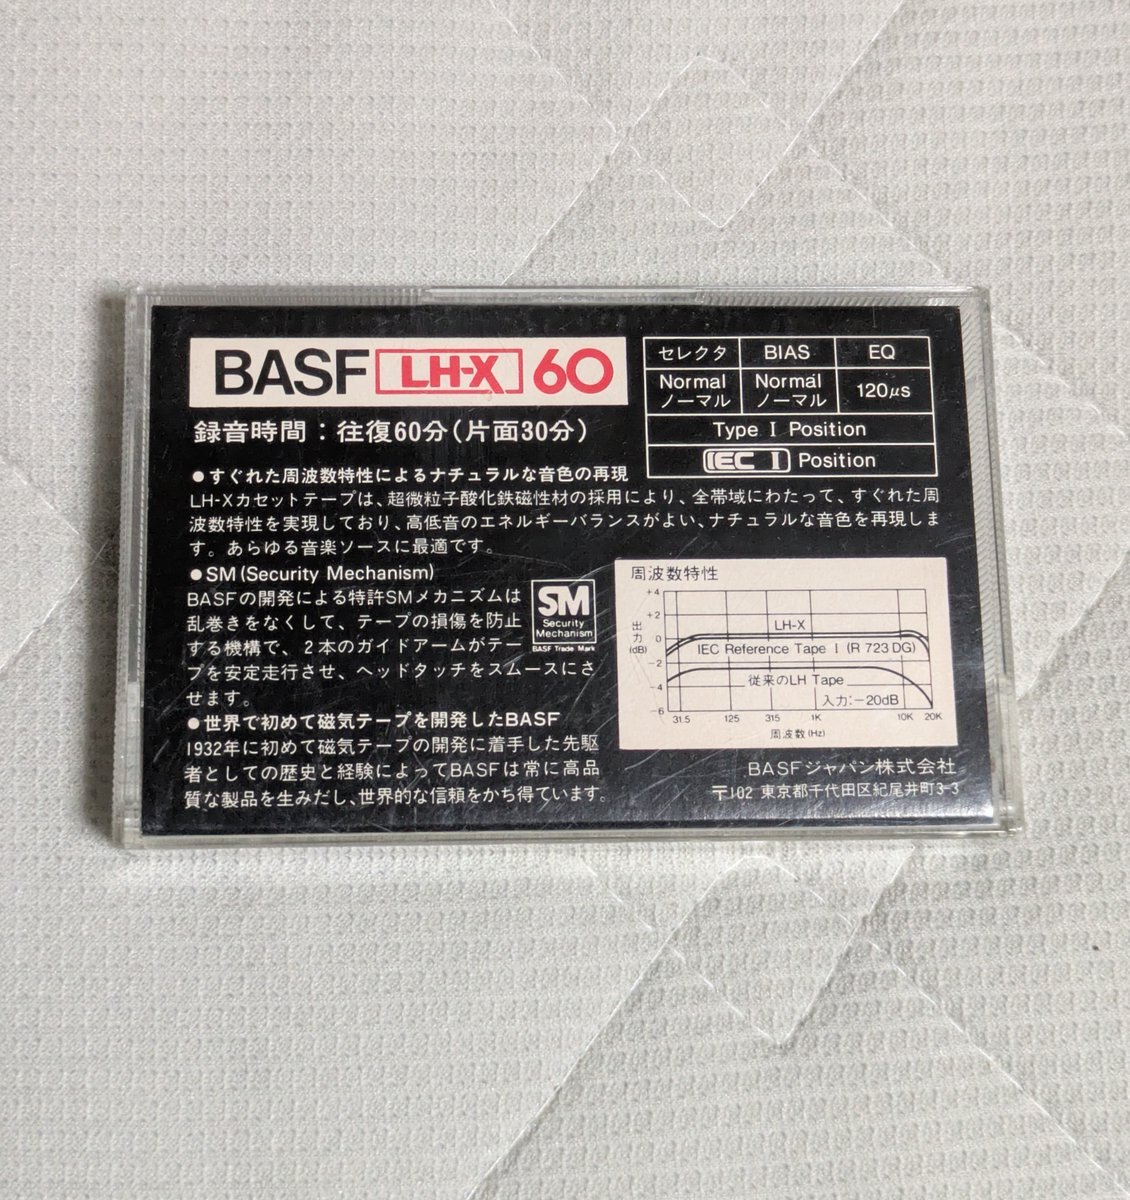 BASF LH-X 60
録音時間：往復60分（片面30分）
セレクタ BIAS EQ
Normal ノーマル Normal ノーマル 120μs
Type I Position
IEC I Position
●すぐれた周波数特性によるナチュラルな音色の再現
LH-Xカセットテープは、超微粒子酸化鉄磁性材の採用により、全帯域にわたって、すぐれた周
波数特性を実現しており、高低音のエネルギーバランスがよい、ナチュラルな音色を再現しま
す。あらゆる音楽ソースに最適です。
●SM(Security Mechanism)
BASFの開発による特許SMメカニズムは
乱巻きをなくして、テープの損傷を防止
する機構で、2本のガイドアームがテー
プを安定走行させ、ヘッドタッチをスムースにさ
せます。
SM
Security
Mechanism
BASF Trade Mark
●世界で初めて磁気テープを開発したBASF
1932年に初めて磁気テープの開発に着手した先駆
者としての歴史と経験によってBASFは常に高品
質な製品を生みだし、世界的な信頼をかち得ています。
周波数特性
出力(dB)
+4
+2
0
-2
-4
-6
LH-X
IEC Reference Tape I (R 723 DG)
従来のLH Tape
入力:-20dB
31.5 125 315 1K 10K 20K
周波数(Hz)
BASFジャパン株式会社
〒102 東京都千代田区紀尾井町3-3